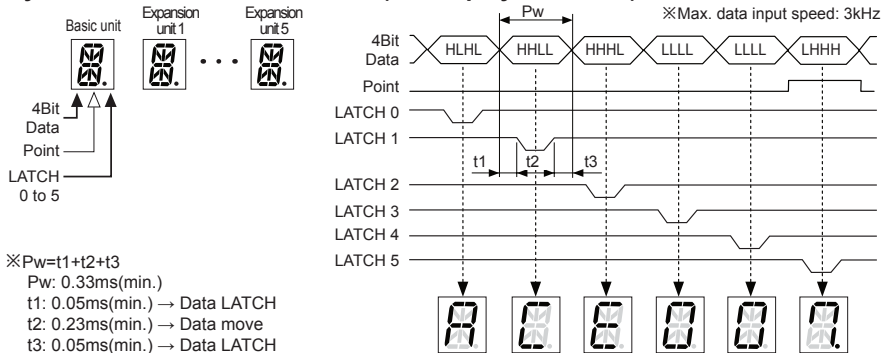 Basic unit
Expansion unit 1
Expansion unit 5
4Bit Data
Point
LATCH 0 to 5
※Pw=t1+t2+t3
Pw: 0.33ms(min.)
t1: 0.05ms(min.) → Data LATCH
t2: 0.23ms(min.) → Data move
t3: 0.05ms(min.) → Data LATCH
Pw
※Max. data input speed: 3kHz
4Bit Data
HLHL HHLL HHHL LLLL LLLL LHHH
Point
LATCH 0
LATCH 1
t1 t2 t3
LATCH 2
LATCH 3
LATCH 4
LATCH 5
A C E 0 0 7.